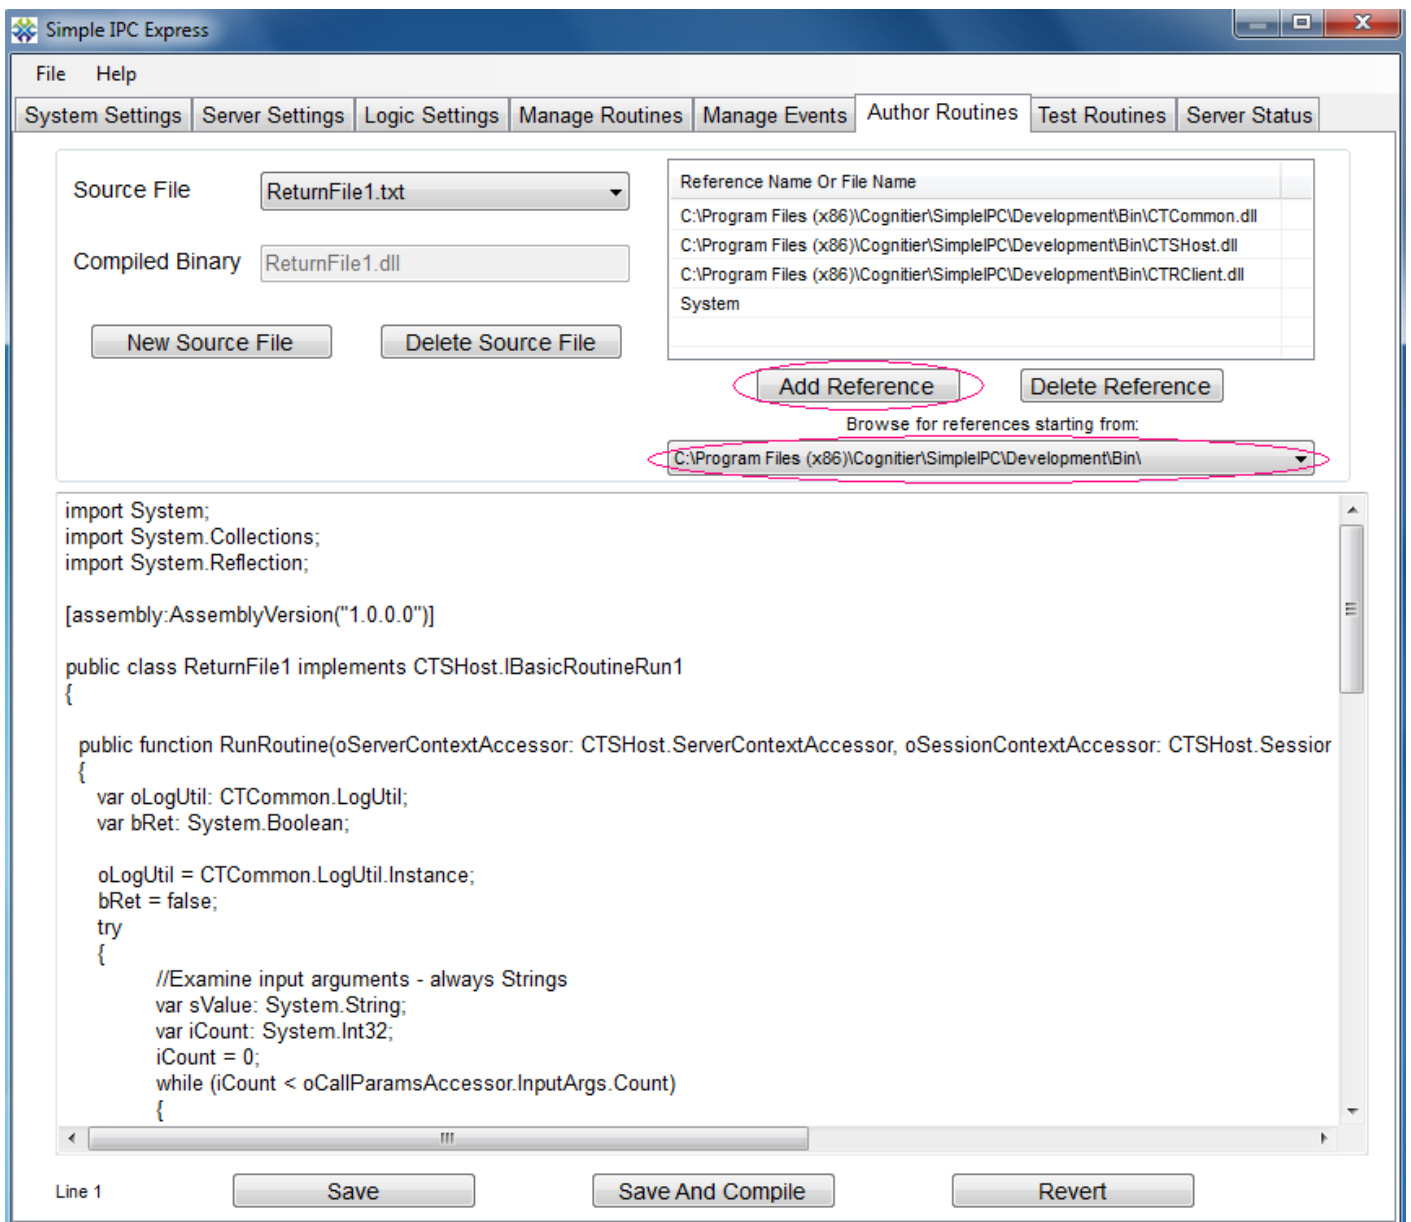 Simple IPC Express
File Help
System Settings Server Settings Logic Settings Manage Routines Manage Events Author Routines Test Routines Server Status
Source File ReturnFile1.txt
Compiled Binary ReturnFile1.dll
New Source File Delete Source File
Reference Name Or File Name
C:\Program Files (x86)\Cognitier\SimpleIPC\Development\Bin\CTCommon.dll
C:\Program Files (x86)\Cognitier\SimpleIPC\Development\Bin\CTSHost.dll
C:\Program Files (x86)\Cognitier\SimpleIPC\Development\Bin\CTRClient.dll
System
Add Reference Delete Reference
Browse for references starting from:
C:\Program Files (x86)\Cognitier\SimpleIPC\Development\Bin\
import System;
import System.Collections;
import System.Reflection;
[assembly:AssemblyVersion("1.0.0.0")]
public class ReturnFile1 implements CTSHost.IBasicRoutineRun1
{
public function RunRoutine(oServerContextAccessor: CTSHost.ServerContextAccessor, oSessionContextAccessor: CTSHost.Session
{
var oLogUtil: CTCommon.LogUtil;
var bRet: System.Boolean;
oLogUtil = CTCommon.LogUtil.Instance;
bRet = false;
try
{
//Examine input arguments - always Strings
var sValue: System.String;
var iCount: System.Int32;
iCount = 0;
while (iCount < oCallParamsAccessor.InputArgs.Count)
{
Line 1 Save Save And Compile Revert